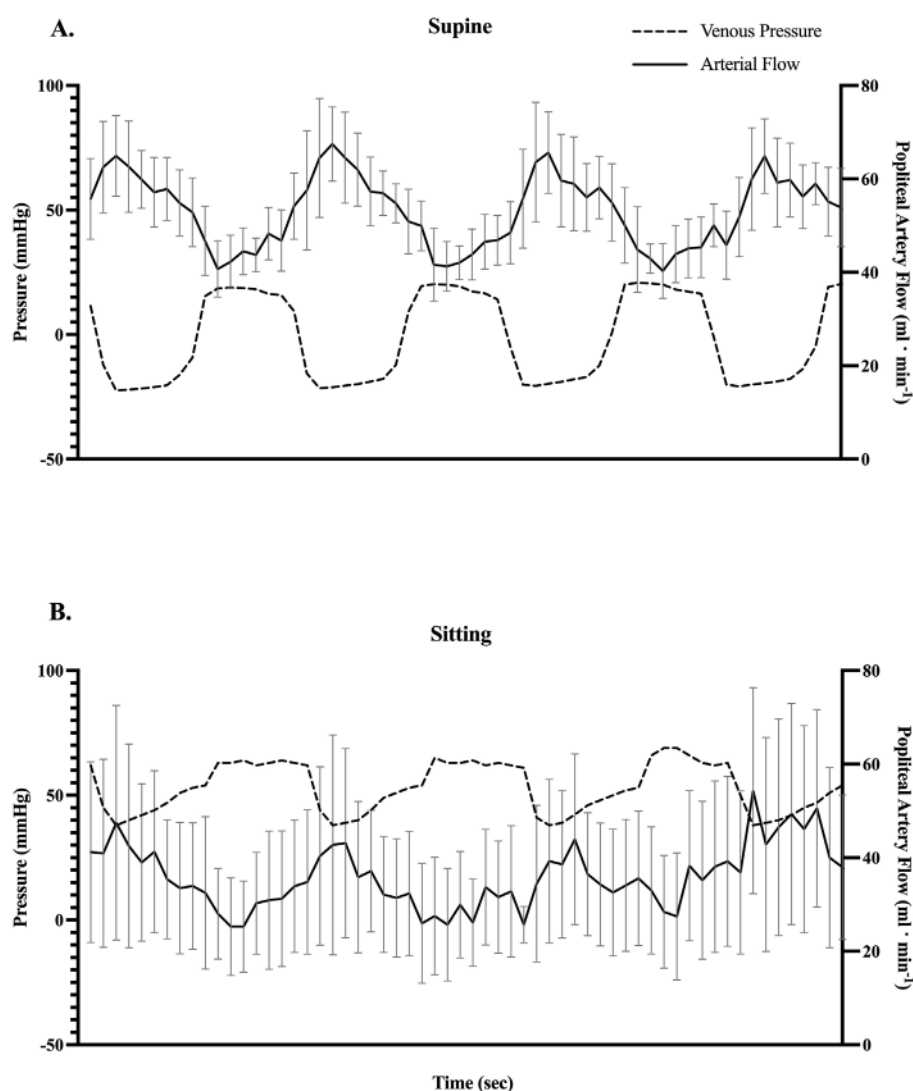 A.
Supine
Venous Pressure
Arterial Flow
100
50
0
-50
Pressure (mmHg)
80
60
40
20
0
Popliteal Artery Flow (ml · min⁻¹)
B.
Sitting
100
50
0
-50
Pressure (mmHg)
80
60
40
20
0
Popliteal Artery Flow (ml · min⁻¹)
Time (sec)